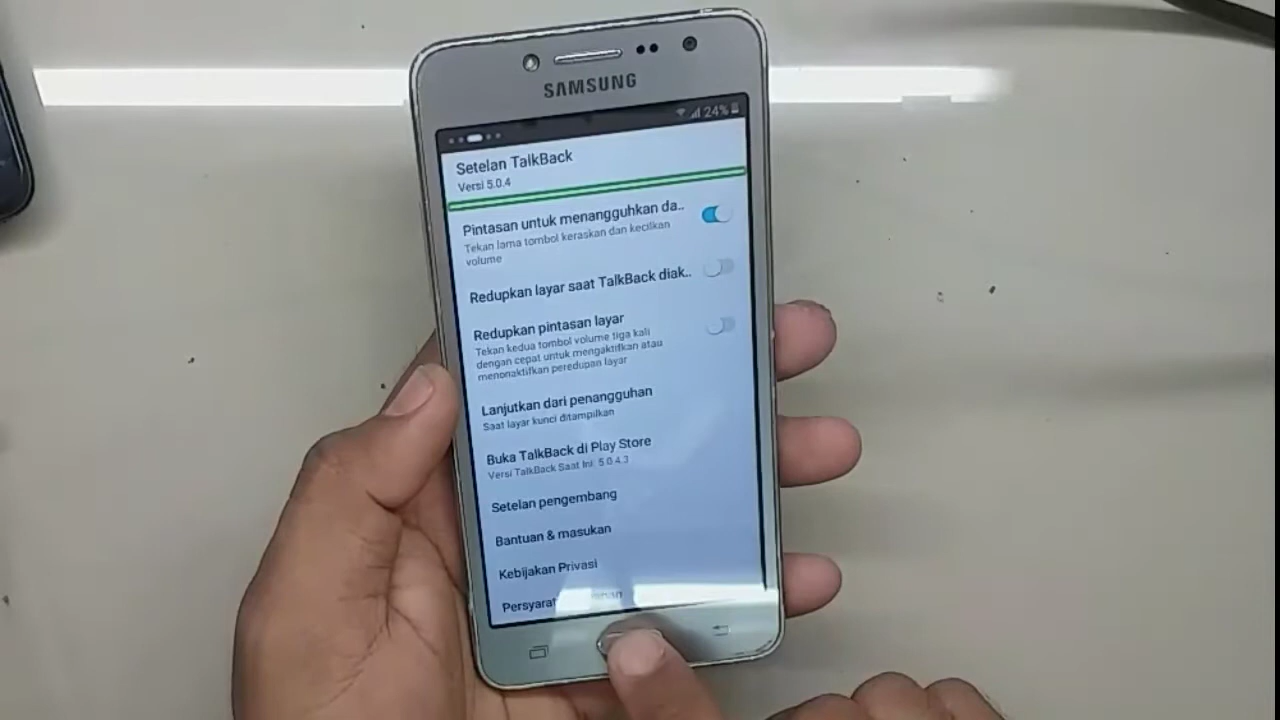 SAMSUNG
24%
Setelan TalkBack
Versi 5.0.4
Pintasan untuk menangguhkan da..
Tekan lama tombol keraskan dan kecilkan
volume
Redupkan layar saat TalkBack diak..
Redupkan pintasan layar
Tekan kedua tombol volume tiga kali
dengan cepat untuk mengaktifkan atau
menonaktifkan peredupan layar
Lanjutkan dari penangguhan
Saat layar kunci ditampilkan
Buka TalkBack di Play Store
Versi TalkBack Saat Ini: 5.0.4.3
Setelan pengembang
Bantuan & masukan
Kebijakan Privasi